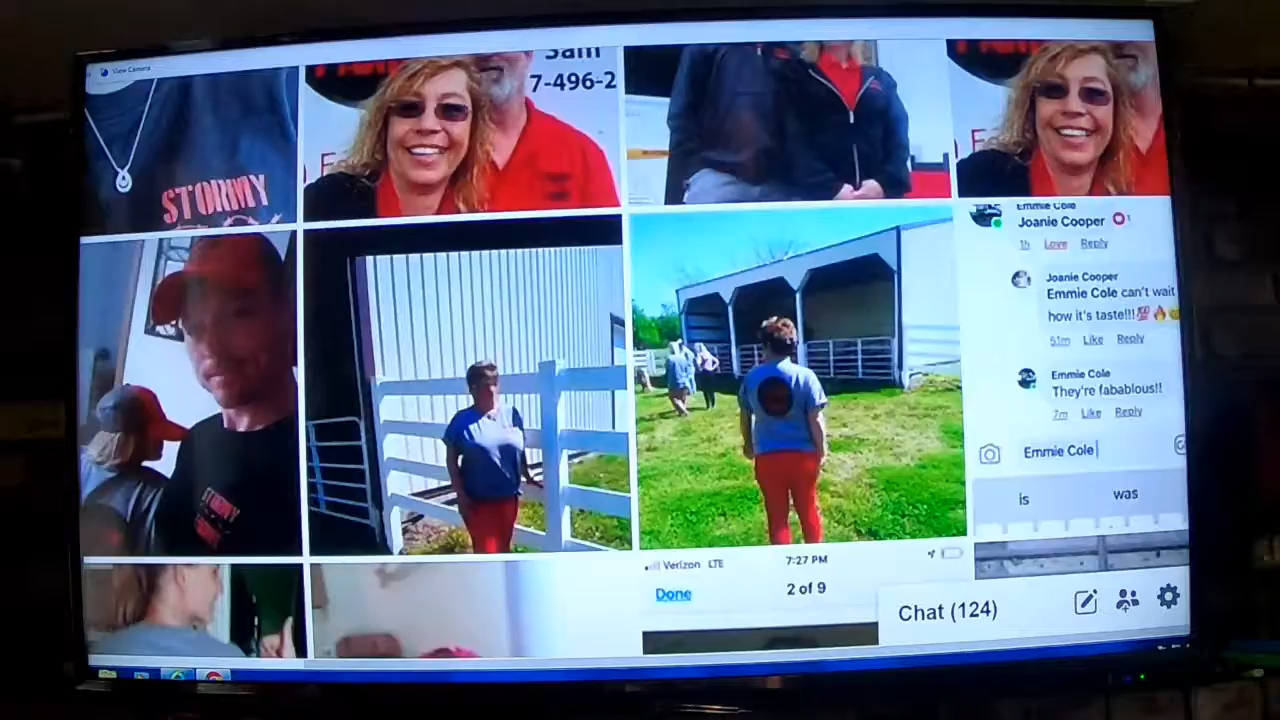 View Camera
Sam
7-496-2
STORMY
Emmie Cole
Joanie Cooper 1
1h Love Reply
Joanie Cooper
Emmie Cole can't wait
how it's taste!!!💯🔥
51m Like Reply
Emmie Cole
They're fabablous!!
7m Like Reply
Emmie Cole
is was
STORMY
Verizon LTE 7:27 PM
Done 2 of 9
Chat (124)